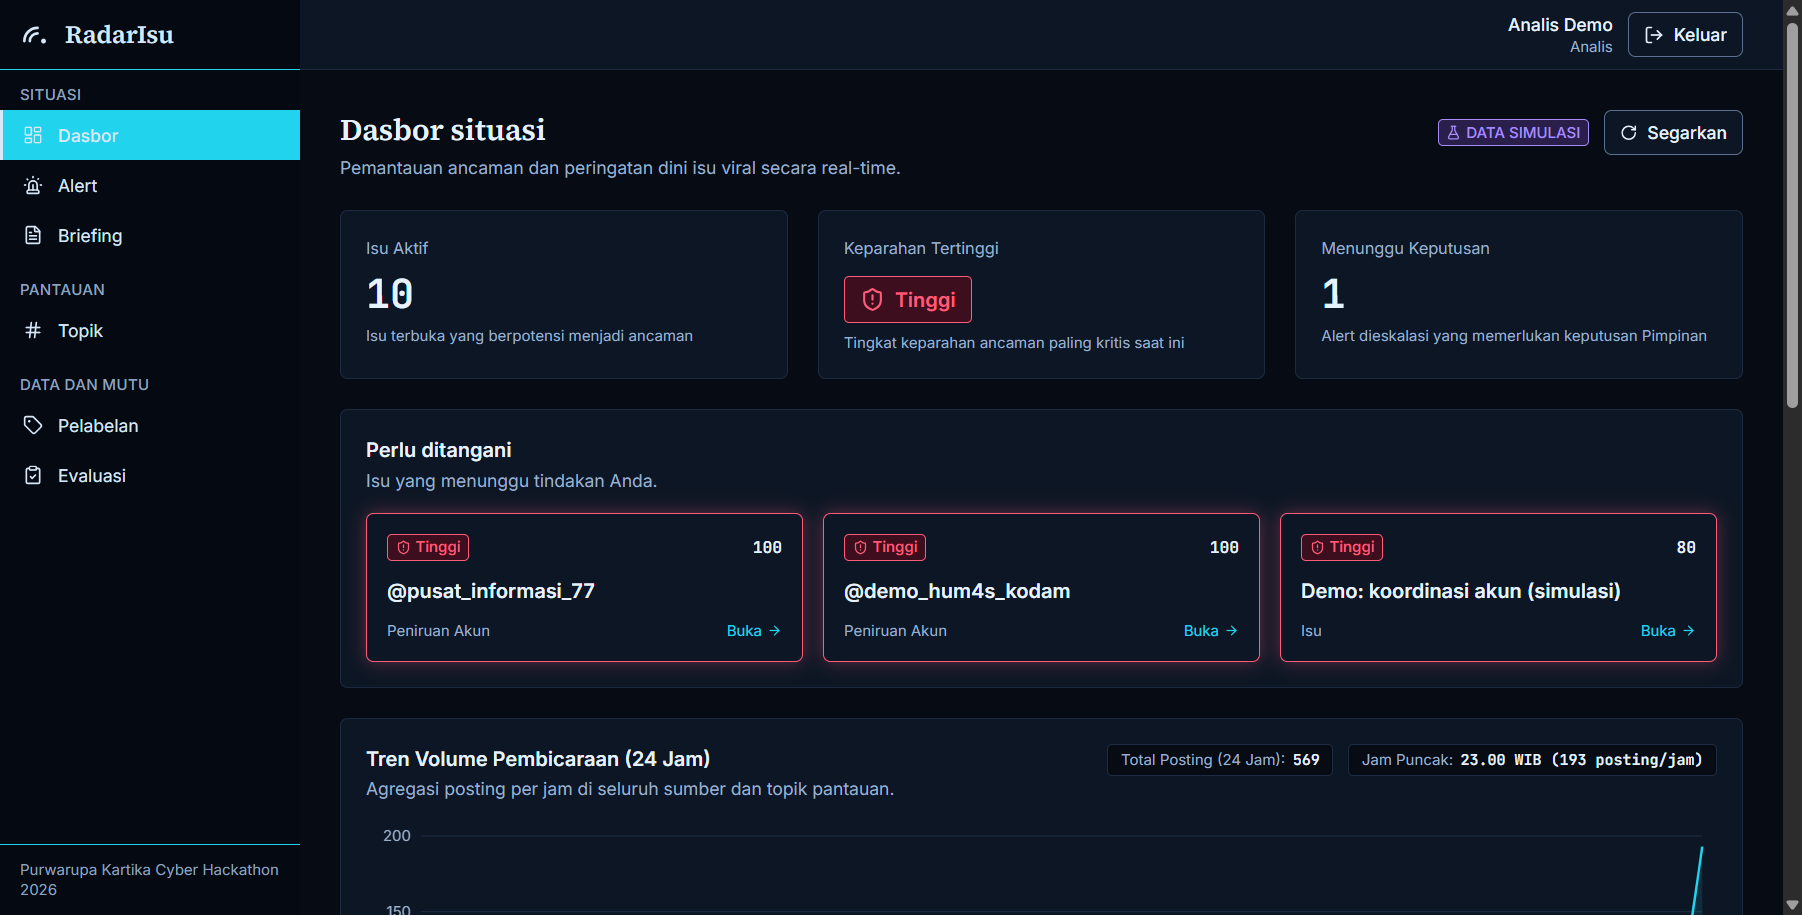 RadarIsu
Analis Demo
Analis
Keluar
SITUASI
Dasbor
Alert
Briefing
PANTAUAN
Topik
DATA DAN MUTU
Pelabelan
Evaluasi
Purwarupa Kartika Cyber Hackathon
2026
Dasbor situasi
Pemantauan ancaman dan peringatan dini isu viral secara real-time.
DATA SIMULASI
Segarkan
Isu Aktif
10
Isu terbuka yang berpotensi menjadi ancaman
Keparahan Tertinggi
Tinggi
Tingkat keparahan ancaman paling kritis saat ini
Menunggu Keputusan
1
Alert dieskalasi yang memerlukan keputusan Pimpinan
Perlu ditangani
Isu yang menunggu tindakan Anda.
Tinggi
100
@pusat_informasi_77
Peniruan Akun
Buka →
Tinggi
100
@demo_hum4s_kodam
Peniruan Akun
Buka →
Tinggi
80
Demo: koordinasi akun (simulasi)
Isu
Buka →
Tren Volume Pembicaraan (24 Jam)
Agregasi posting per jam di seluruh sumber dan topik pantauan.
Total Posting (24 Jam): 569
Jam Puncak: 23.00 WIB (193 posting/jam)
200
150